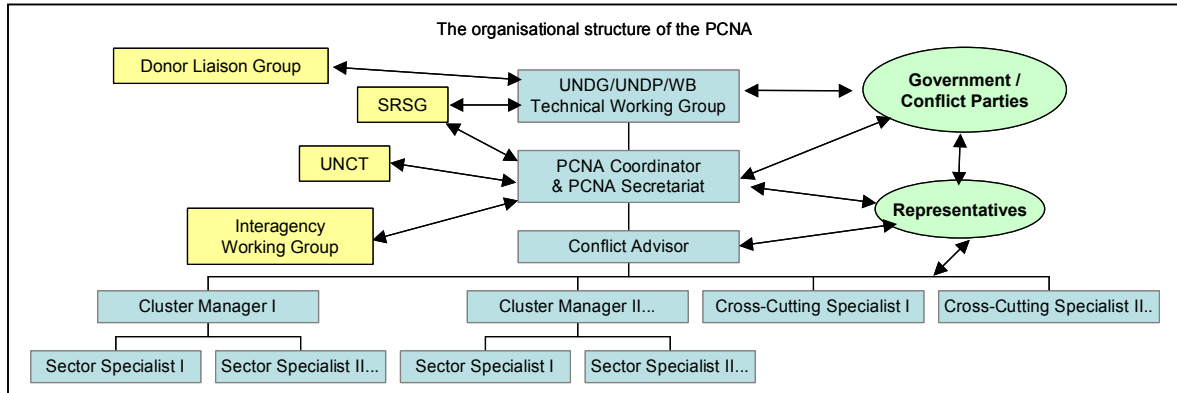 The organisational structure of the PCNA
Donor Liaison Group
UNDG/UNDP/WB
Technical Working Group
Government /
Conflict Parties
SRSG
UNCT
PCNA Coordinator
& PCNA Secretariat
Representatives
Interagency
Working Group
Conflict Advisor
Cluster Manager I
Cluster Manager II...
Cross-Cutting Specialist I
Cross-Cutting Specialist II..
Sector Specialist I
Sector Specialist II...
Sector Specialist I
Sector Specialist II...